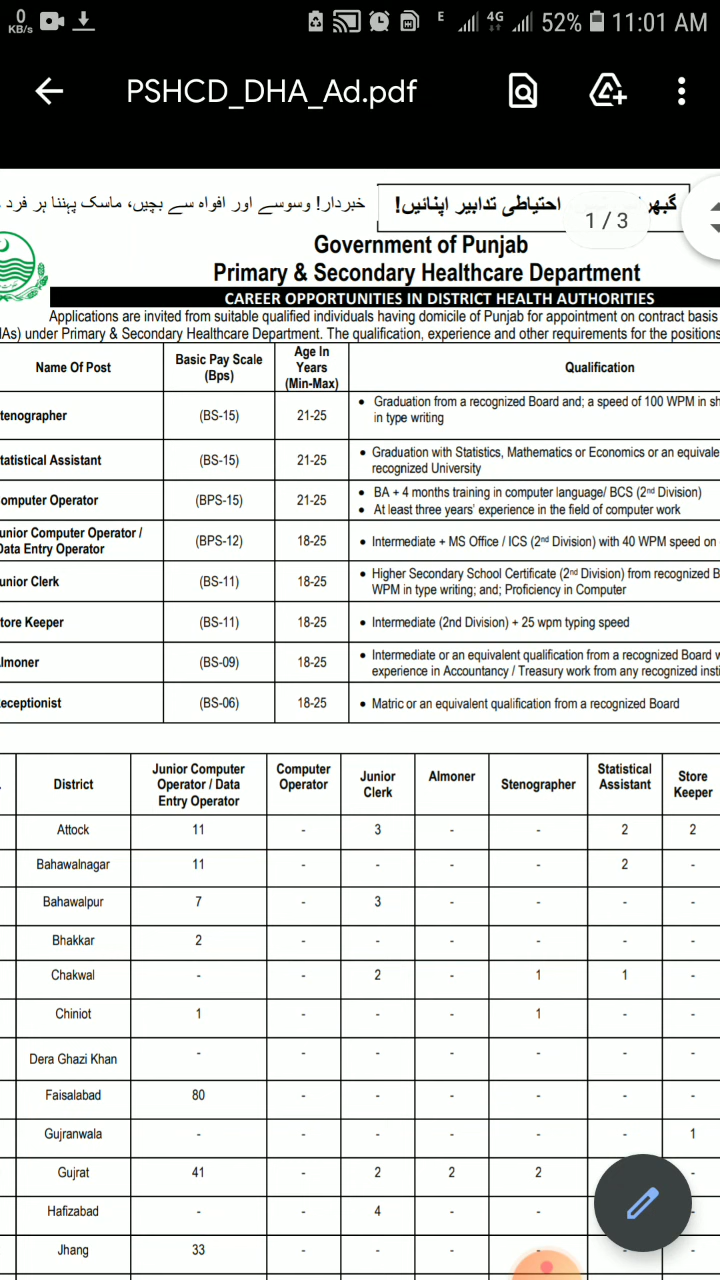 0
KB/s
E
4G
52%
11:01 AM
PSHCD_DHA_Ad.pdf
خبردار! وسوسے اور افواہ سے بچیں، ماسک پہننا ہر فرد
احتیاطی تدابیر اپنائیں!
1 / 3
Government of Punjab
Primary & Secondary Healthcare Department
CAREER OPPORTUNITIES IN DISTRICT HEALTH AUTHORITIES
Applications are invited from suitable qualified individuals having domicile of Punjab for appointment on contract basis
IAs) under Primary & Secondary Healthcare Department. The qualification, experience and other requirements for the positions
Name Of Post
Basic Pay Scale
(Bps)
Age In
Years
(Min-Max)
Qualification
tenographer
(BS-15)
21-25
• Graduation from a recognized Board and; a speed of 100 WPM in sh
in type writing
tatistical Assistant
(BS-15)
21-25
• Graduation with Statistics, Mathematics or Economics or an equivale
recognized University
omputer Operator
(BPS-15)
21-25
• BA + 4 months training in computer language/ BCS (2nd Division)
• At least three years' experience in the field of computer work
unior Computer Operator /
Data Entry Operator
(BPS-12)
18-25
• Intermediate + MS Office / ICS (2nd Division) with 40 WPM speed on
unior Clerk
(BS-11)
18-25
• Higher Secondary School Certificate (2nd Division) from recognized B
WPM in type writing; and; Proficiency in Computer
tore Keeper
(BS-11)
18-25
• Intermediate (2nd Division) + 25 wpm typing speed
lmoner
(BS-09)
18-25
• Intermediate or an equivalent qualification from a recognized Board w
experience in Accountancy / Treasury work from any recognized insti
eceptionist
(BS-06)
18-25
• Matric or an equivalent qualification from a recognized Board
District
Junior Computer
Operator / Data
Entry Operator
Computer
Operator
Junior
Clerk
Almoner
Stenographer
Statistical
Assistant
Store
Keeper
Attock 11 - 3 - - 2 2
Bahawalnagar 11 - - - - 2 -
Bahawalpur 7 - 3 - - - -
Bhakkar 2 - - - - - -
Chakwal - - 2 - 1 1 -
Chiniot 1 - - - 1 - -
Dera Ghazi Khan - - - - - - -
Faisalabad 80 - - - - - -
Gujranwala - - - - - - 1
Gujrat 41 - 2 2 2 -
Hafizabad - - 4 - - -
Jhang 33 - - - - - -